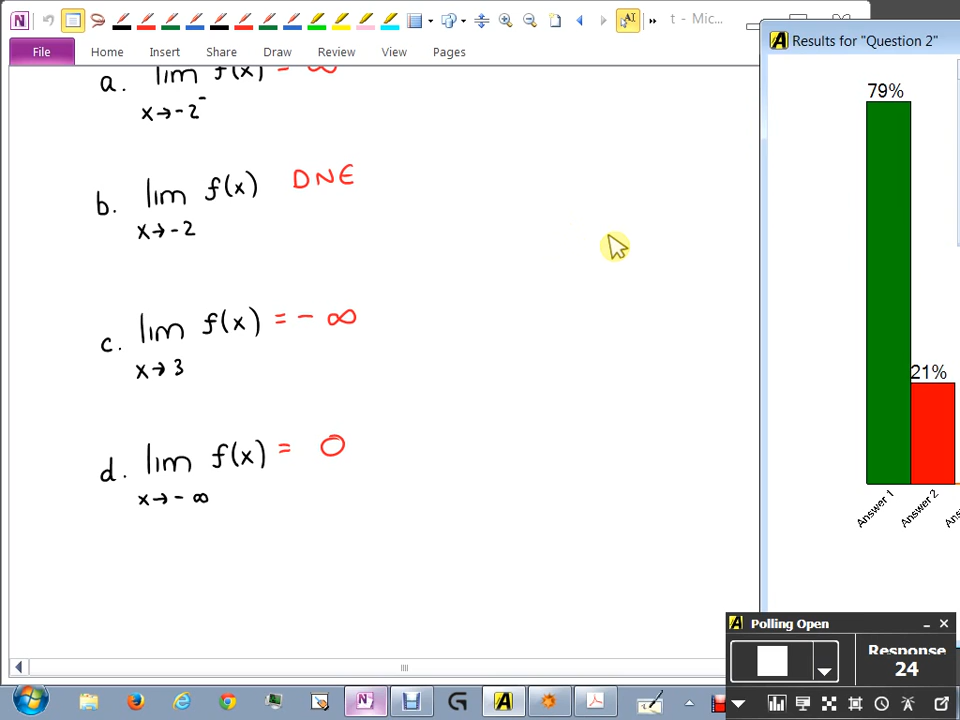 t - Mic...
Results for "Question 2"
File Home Insert Share Draw Review View Pages
a. lim f(x) = ∞
x→-2⁻
b. lim f(x) DNE
x→-2
c. lim f(x) = - ∞
x→3
d. lim f(x) = 0
x→- ∞
79%
21%
Answer 1
Answer 2
Polling Open
Response
24